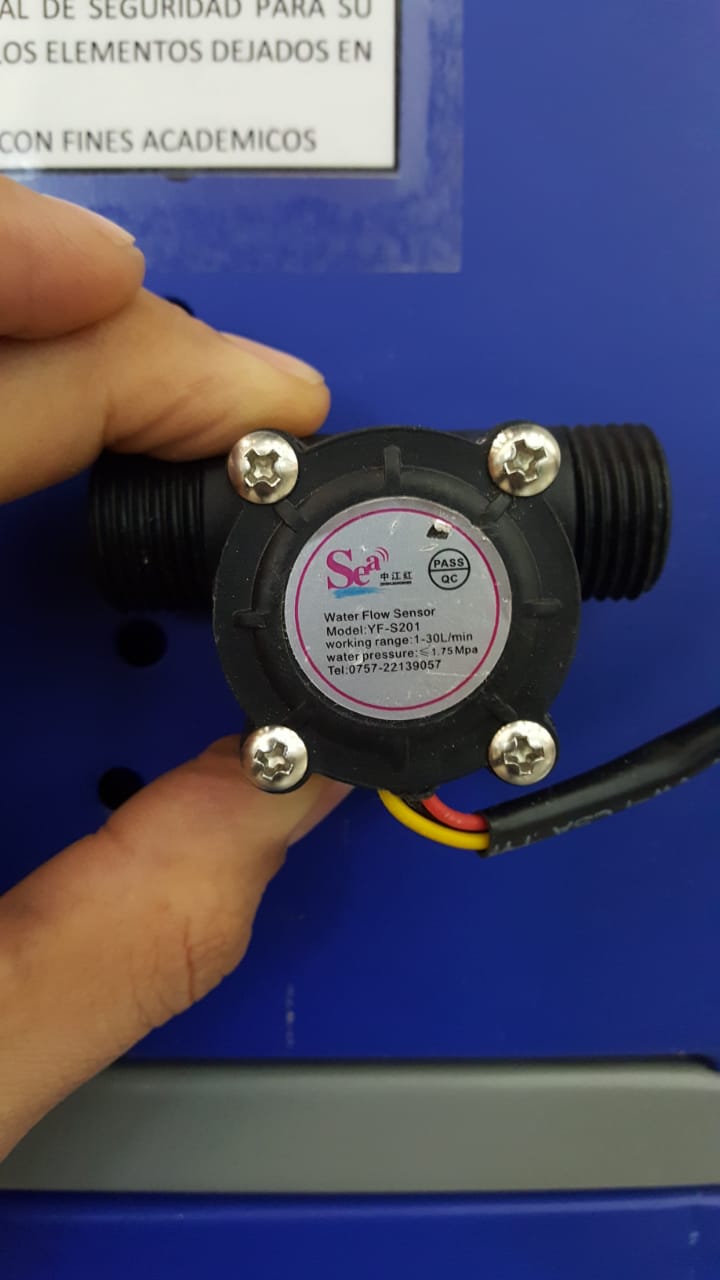 AL DE SEGURIDAD PARA SU
LOS ELEMENTOS DEJADOS EN
CON FINES ACADEMICOS
Sea 中江红
PASS
QC
Water Flow Sensor
Model:YF-S201
working range:1-30L/min
water pressure:≤1.75Mpa
Tel:0757-22139057